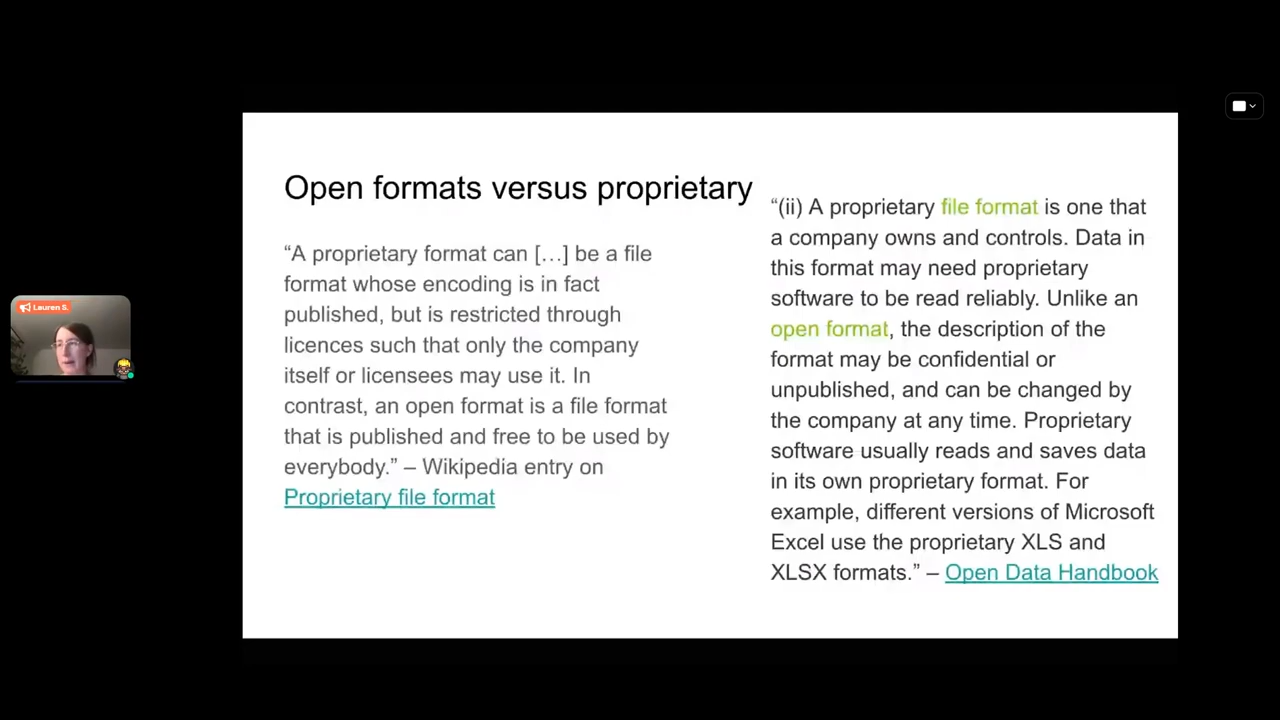 Open formats versus proprietary
“A proprietary format can […] be a file
format whose encoding is in fact
published, but is restricted through
licences such that only the company
itself or licensees may use it. In
contrast, an open format is a file format
that is published and free to be used by
everybody.” – Wikipedia entry on
Proprietary file format
“(ii) A proprietary file format is one that
a company owns and controls. Data in
this format may need proprietary
software to be read reliably. Unlike an
open format, the description of the
format may be confidential or
unpublished, and can be changed by
the company at any time. Proprietary
software usually reads and saves data
in its own proprietary format. For
example, different versions of Microsoft
Excel use the proprietary XLS and
XLSX formats.” – Open Data Handbook
Lauren S.